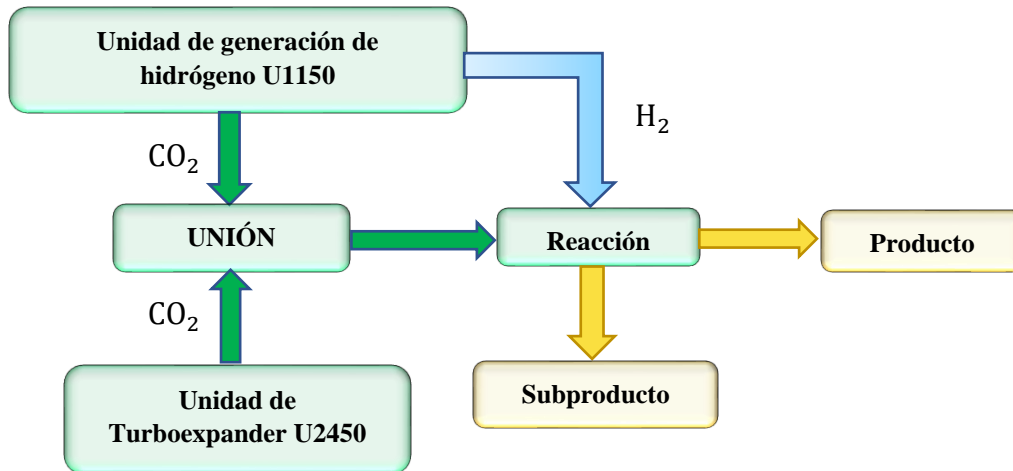 Unidad de generación de
hidrógeno U1150
H₂
CO₂
UNIÓN
Reacción
Producto
CO₂
Subproducto
Unidad de
Turboexpander U2450